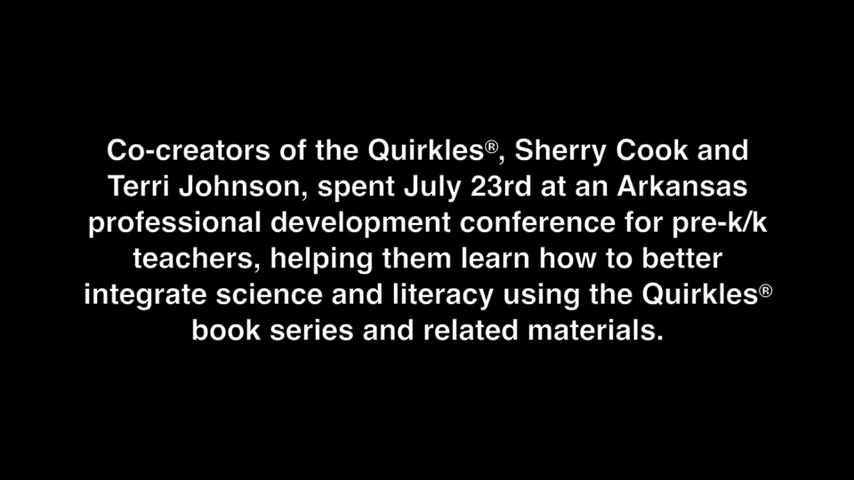 Co-creators of the Quirkles®, Sherry Cook and
Terri Johnson, spent July 23rd at an Arkansas
professional development conference for pre-k/k
teachers, helping them learn how to better
integrate science and literacy using the Quirkles®
book series and related materials.